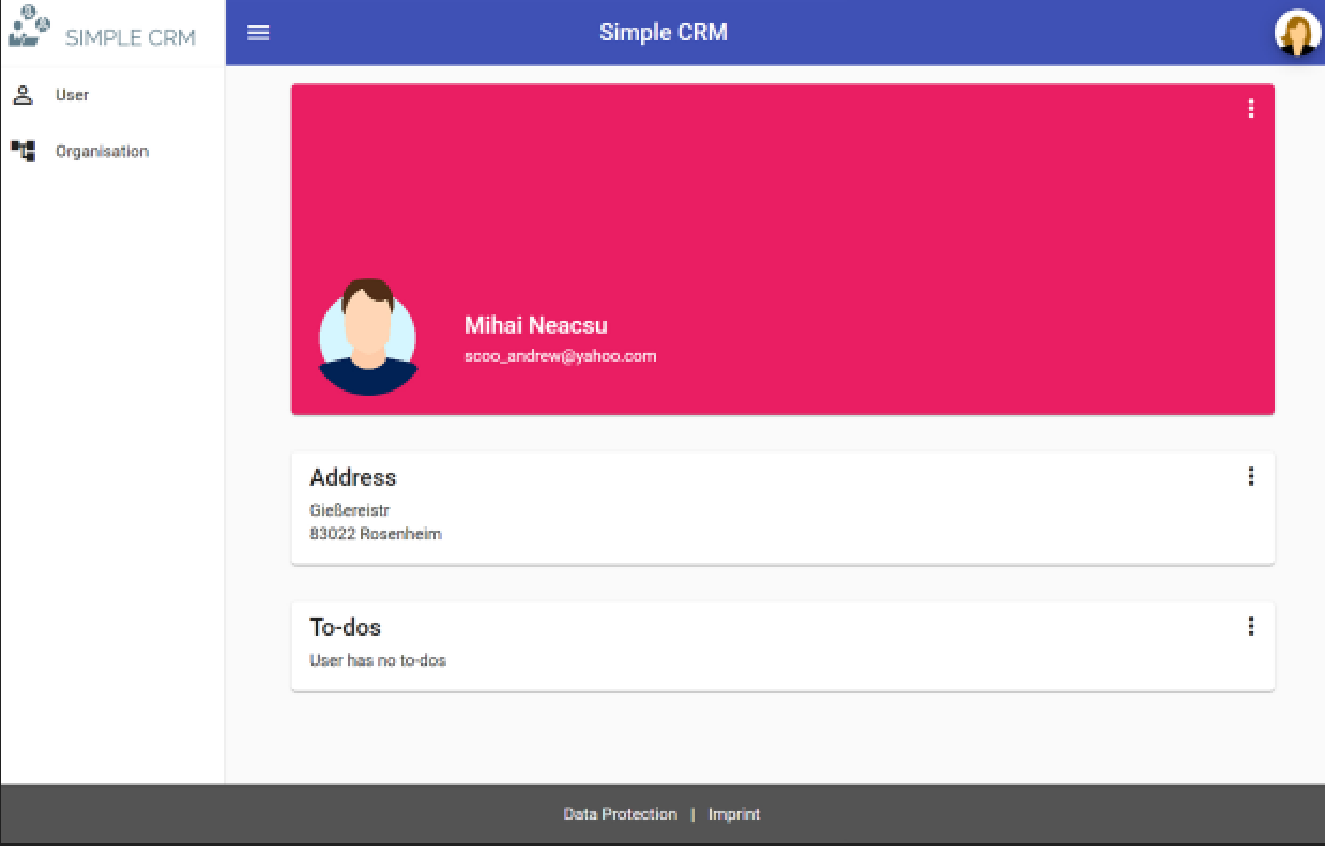 SIMPLE CRM
Simple CRM
User
Organisation
Mihai Neacsu
scoo_andrew@yahoo.com
Address
Gießereistr
83022 Rosenheim
To-dos
User has no to-dos
Data Protection | Imprint